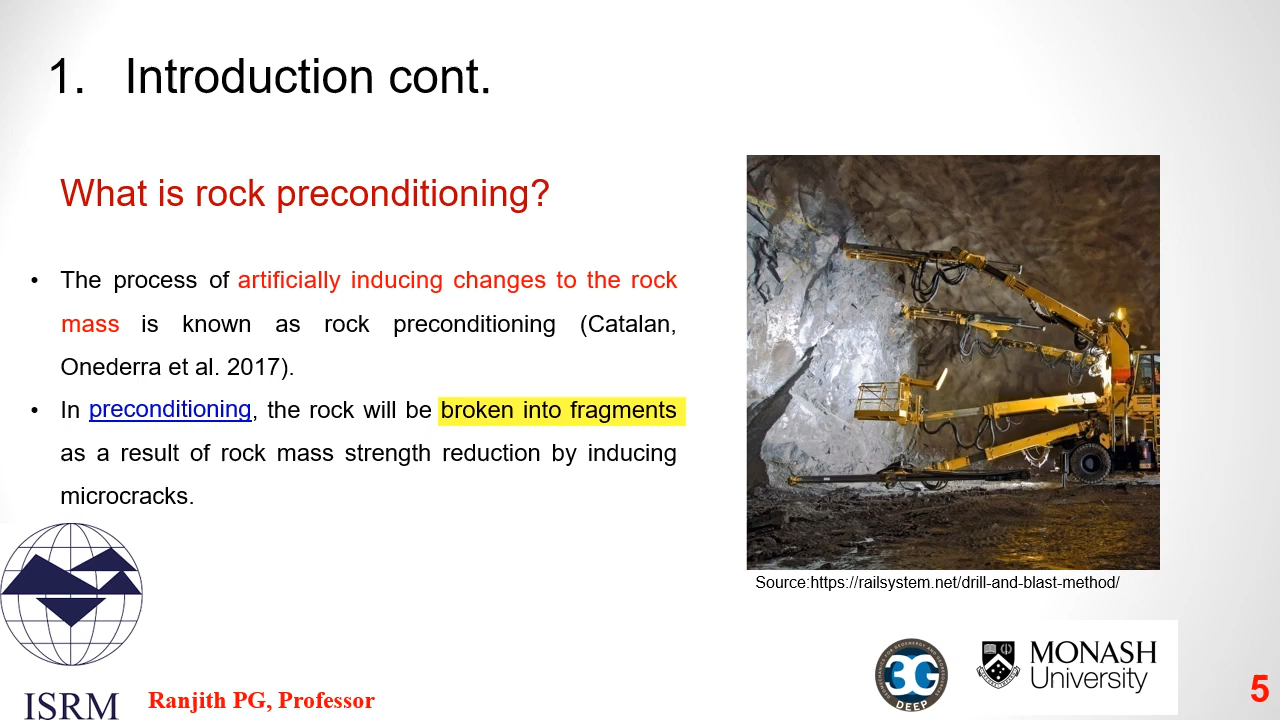 1. Introduction cont.
What is rock preconditioning?
• The process of artificially inducing changes to the rock
mass is known as rock preconditioning (Catalan,
Onederra et al. 2017).
• In preconditioning, the rock will be broken into fragments
as a result of rock mass strength reduction by inducing
microcracks.
Source:https://railsystem.net/drill-and-blast-method/
ISRM
Ranjith PG, Professor
3G
DEEP
MONASH
University
5